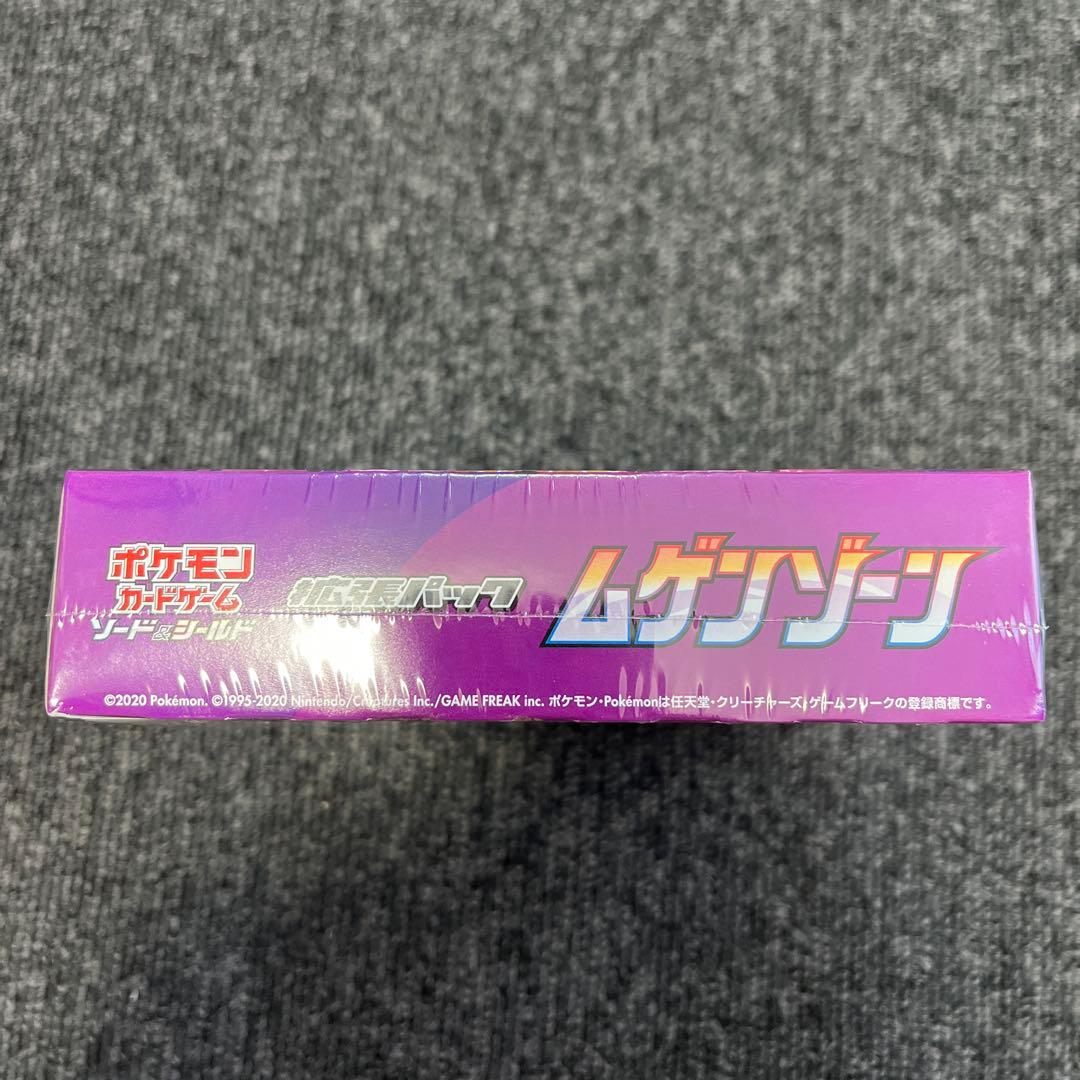 ポケモン
カードゲーム
ソード&シールド
拡張パック
ムゲンゾーン
©2020 Pokémon. ©1995-2020 Nintendo/Creatures Inc./GAME FREAK inc. ポケモン・Pokémonは任天堂・クリーチャーズ・ゲームフリークの登録商標です。